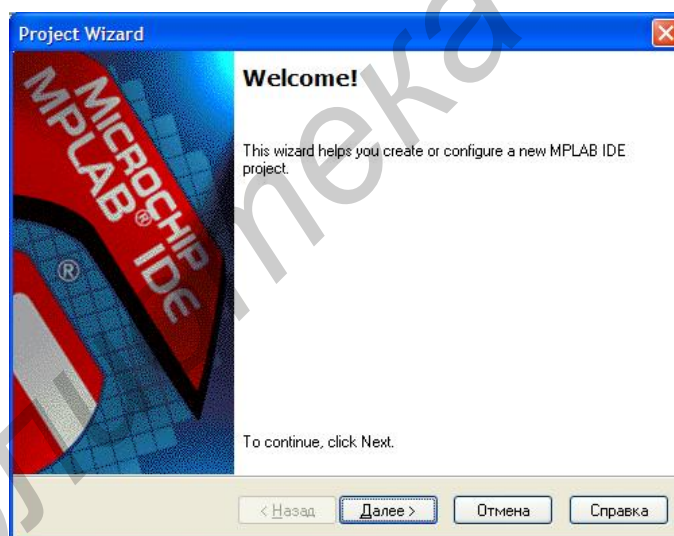 Project Wizard
MICROCHIP
MPLAB® IDE
®
Welcome!
This wizard helps you create or configure a new MPLAB IDE
project.
To continue, click Next.
< Назад
Далее >
Отмена
Справка